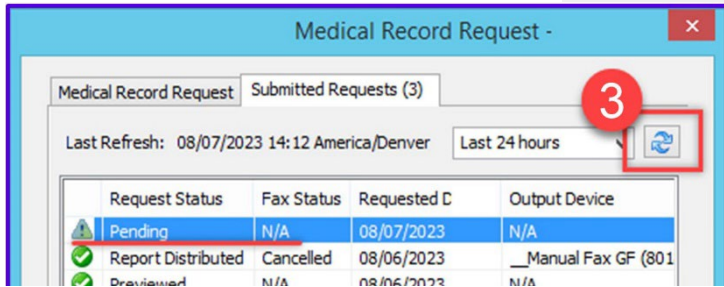 Medical Record Request -
Medical Record Request Submitted Requests (3)
3
Last Refresh: 08/07/2023 14:12 America/Denver Last 24 hours
Request Status Fax Status Requested D Output Device
Pending N/A 08/07/2023 N/A
Report Distributed Cancelled 08/06/2023 __Manual Fax GF (801
Previewed N/A 08/06/2023 N/A